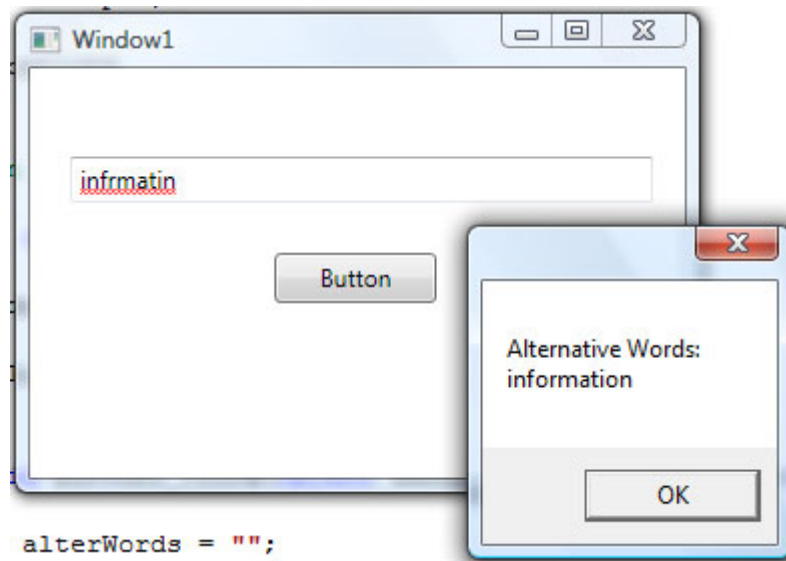 Window1
infrmatin
Button
Alternative Words:
information
OK
alterWords = "";